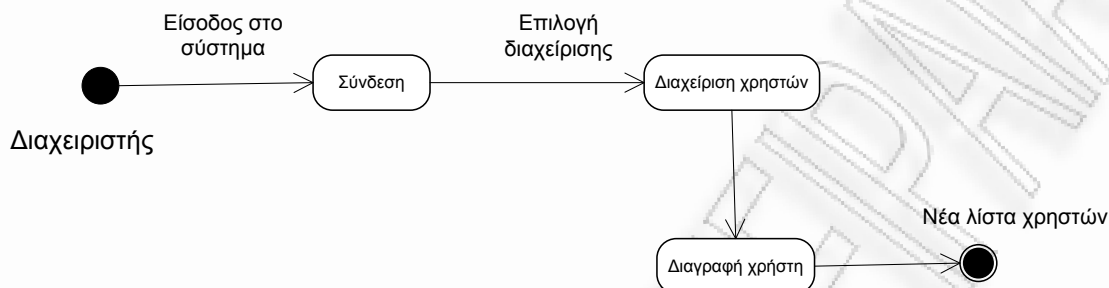 Είσοδος στο
σύστημα
Επιλογή
διαχείρισης
Σύνδεση
Διαχείριση χρηστών
Διαχειριστής
Νέα λίστα χρηστών
Διαγραφή χρήστη